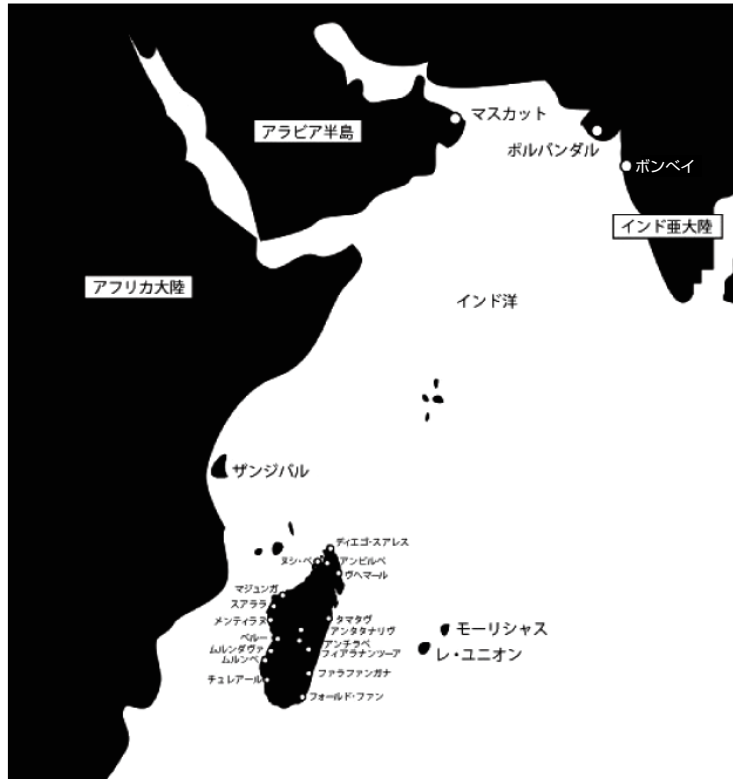 マスカット
アラビア半島
ポルバンダル
ボンベイ
インド亜大陸
アフリカ大陸
インド洋
ザンジバル
ディエゴ・スアレス
ヌシ・ベ
アンビルベ
ヴヘマール
マジュンガ
スアララ
メンティラヌ
タマタヴ
アンタタナリヴ
ベルー
アンチラベ
ムルンダヴァ
フィアラナンツーア
ムルンベ
ファラファンガナ
チュレアール
フォールド・ファン
モーリシャス
レ・ユニオン